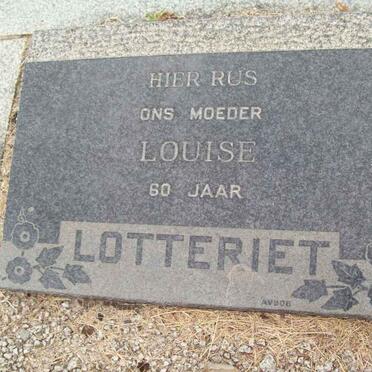 HIER RUS
ONS MOEDER
LOUISE
60 JAAR
LOTTERIET